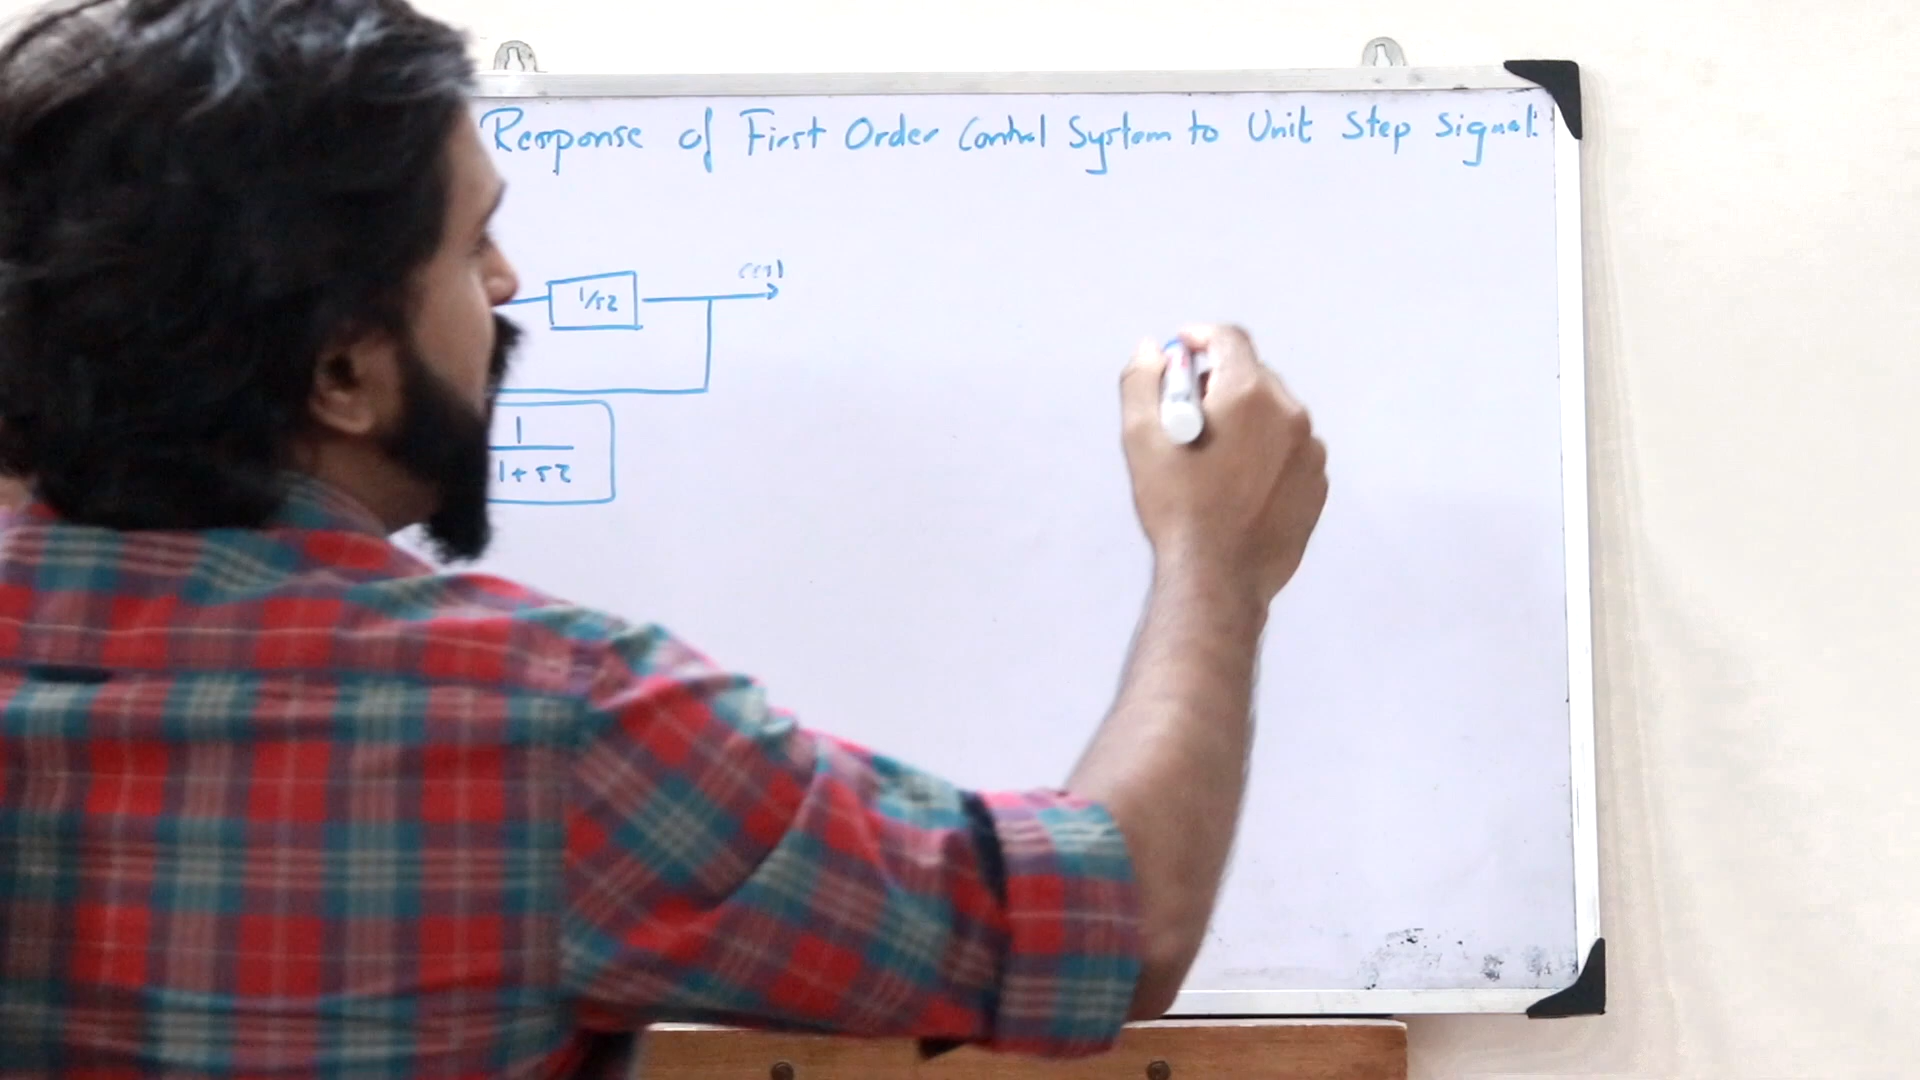 Response of First Order Control System to Unit Step Signal:
C(s)
1/sτ
1
1+sτ